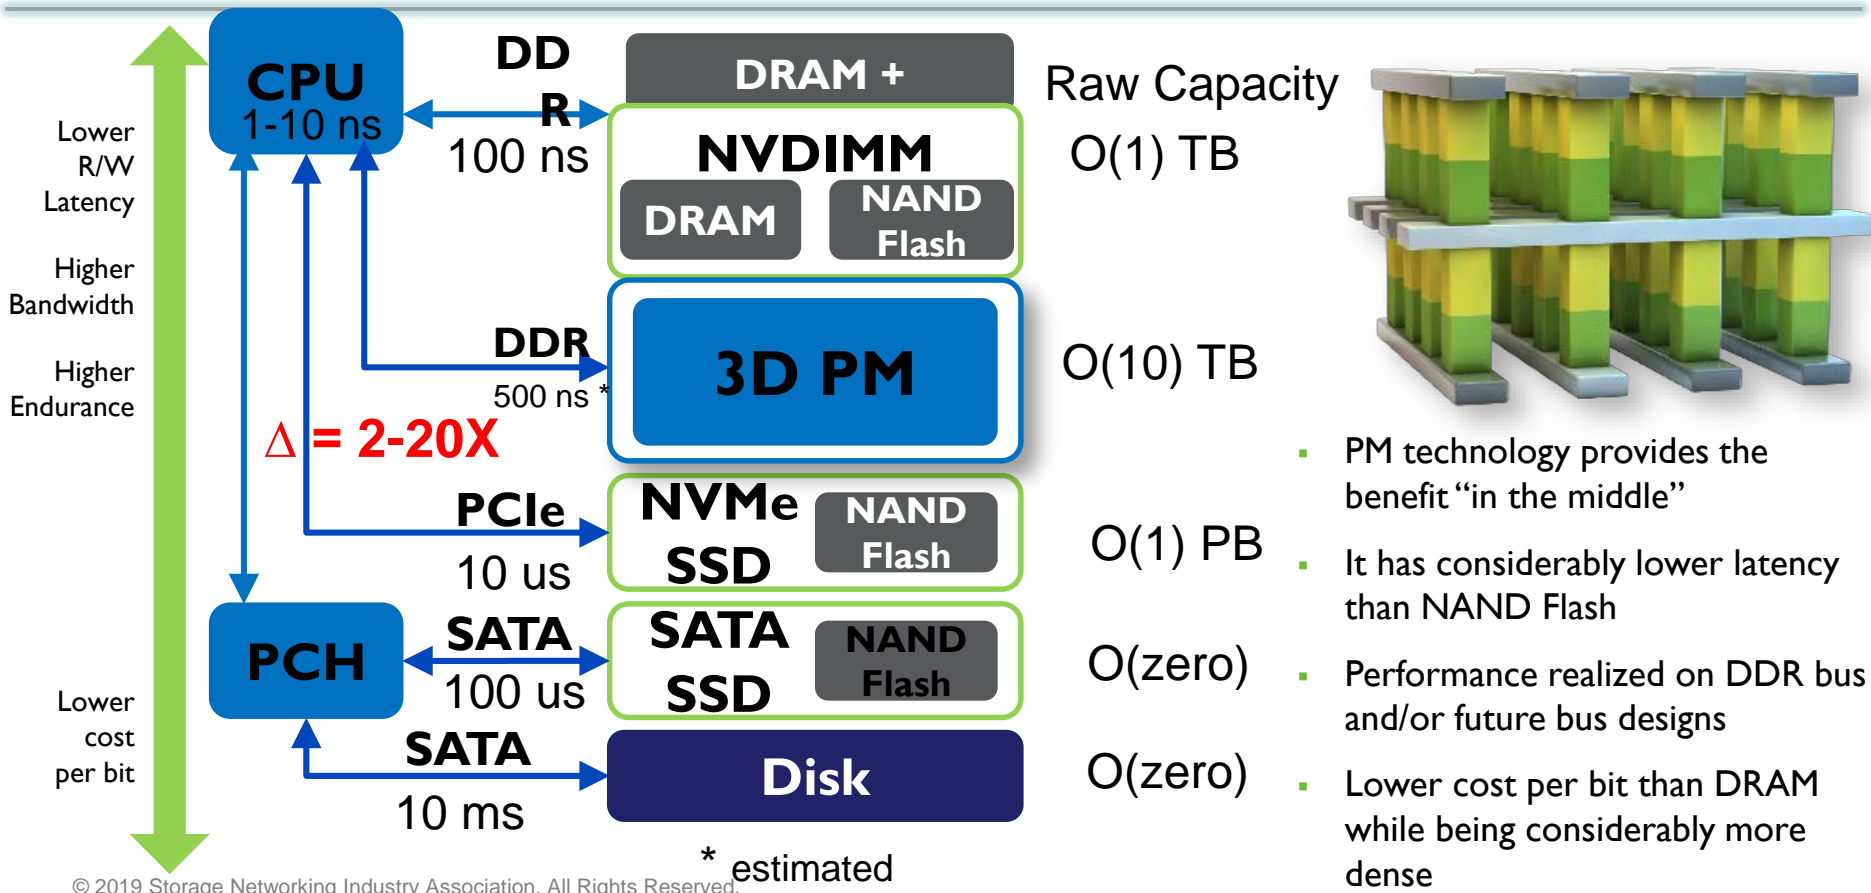 CPU
1-10 ns
DD
R
100 ns
DRAM +
NVDIMM
DRAM
NAND
Flash
Raw Capacity
O(1) TB
Lower
R/W
Latency
Higher
Bandwidth
Higher
Endurance
Lower
cost
per bit
DDR
500 ns *
3D PM
O(10) TB
Δ = 2-20X
PCIe
10 us
NVMe
SSD
NAND
Flash
O(1) PB
PCH
SATA
100 us
SATA
SSD
NAND
Flash
O(zero)
SATA
10 ms
Disk
O(zero)
* estimated
▪ PM technology provides the
benefit “in the middle”
▪ It has considerably lower latency
than NAND Flash
▪ Performance realized on DDR bus
and/or future bus designs
▪ Lower cost per bit than DRAM
while being considerably more
dense
© 2019 Storage Networking Industry Association. All Rights Reserved.